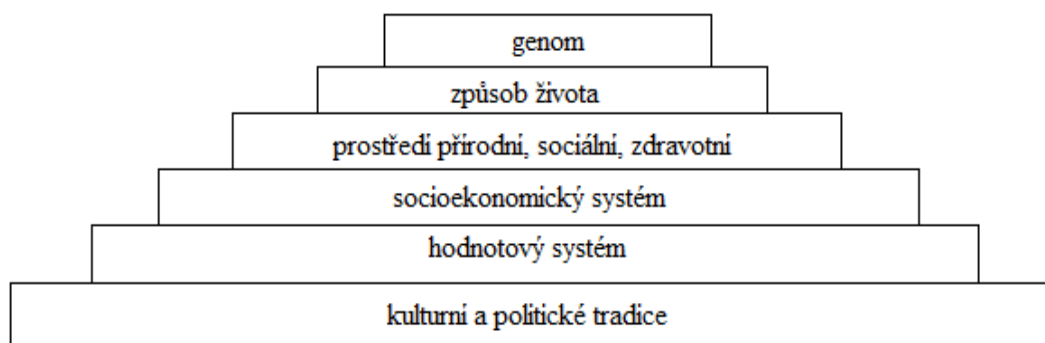 genom
způsob života
prostředí přírodní, sociální, zdravotní
socioekonomický systém
hodnotový systém
kulturní a politické tradice